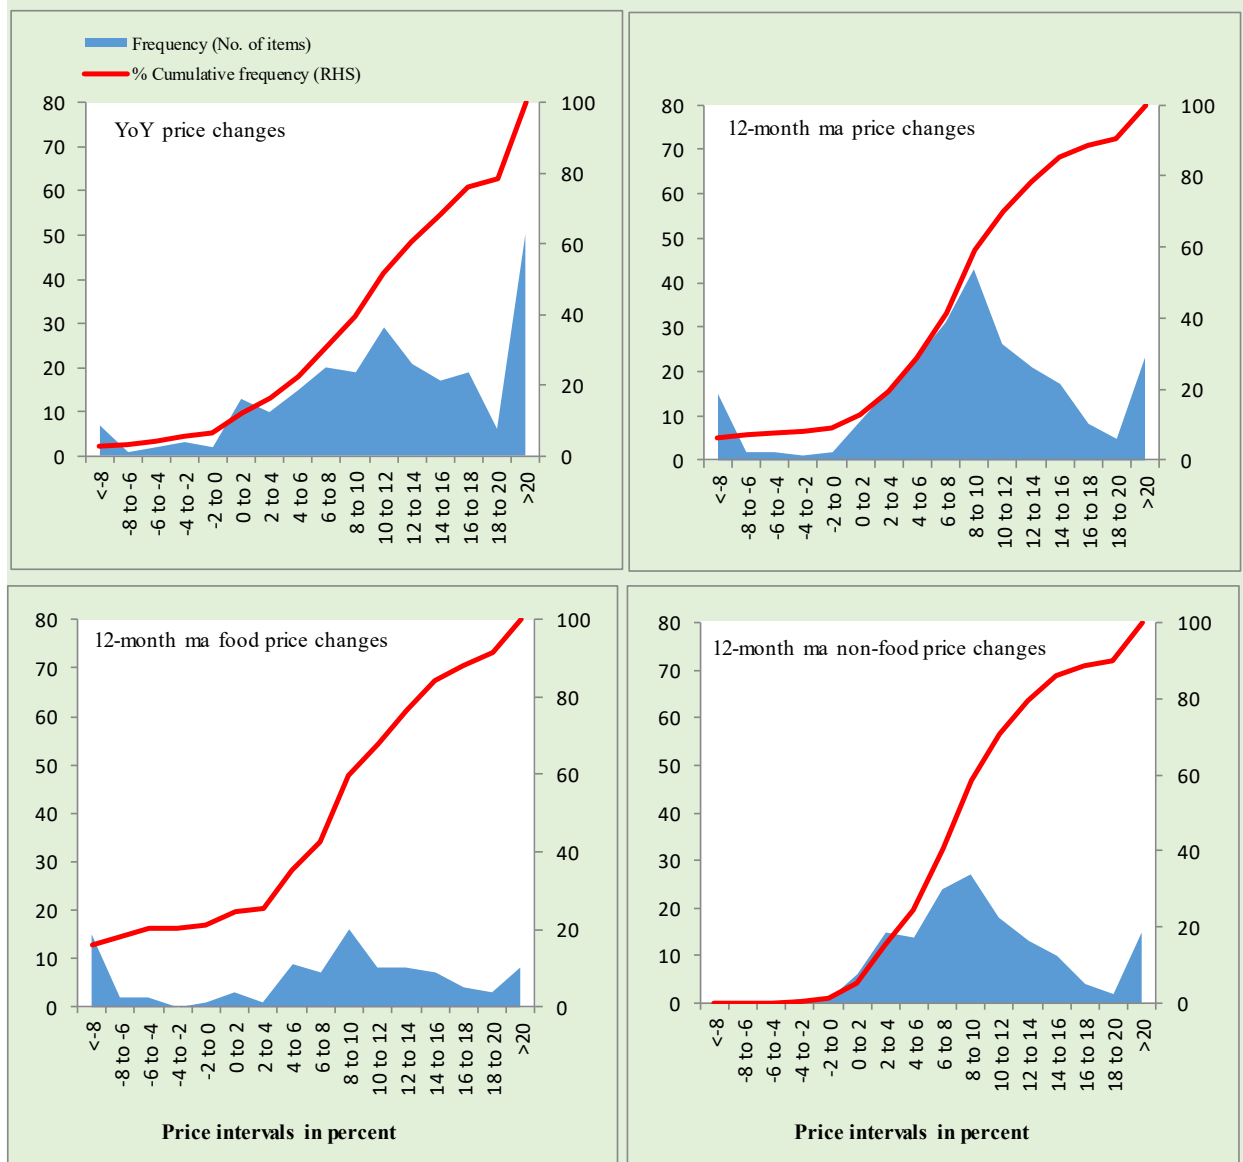 Frequency (No. of items)
% Cumulative frequency (RHS)
YoY price changes
80
70
60
50
40
30
20
10
0
100
80
60
40
20
0
<-8
-8 to -6
-6 to -4
-4 to -2
-2 to 0
0 to 2
2 to 4
4 to 6
6 to 8
8 to 10
10 to 12
12 to 14
14 to 16
16 to 18
18 to 20
>20
12-month ma price changes
80
70
60
50
40
30
20
10
0
100
80
60
40
20
0
<-8
-8 to -6
-6 to -4
-4 to -2
-2 to 0
0 to 2
2 to 4
4 to 6
6 to 8
8 to 10
10 to 12
12 to 14
14 to 16
16 to 18
18 to 20
>20
12-month ma food price changes
80
70
60
50
40
30
20
10
0
100
80
60
40
20
0
<-8
-8 to -6
-6 to -4
-4 to -2
-2 to 0
0 to 2
2 to 4
4 to 6
6 to 8
8 to 10
10 to 12
12 to 14
14 to 16
16 to 18
18 to 20
>20
Price intervals in percent
12-month ma non-food price changes
80
70
60
50
40
30
20
10
0
100
80
60
40
20
0
<-8
-8 to -6
-6 to -4
-4 to -2
-2 to 0
0 to 2
2 to 4
4 to 6
6 to 8
8 to 10
10 to 12
12 to 14
14 to 16
16 to 18
18 to 20
>20
Price intervals in percent